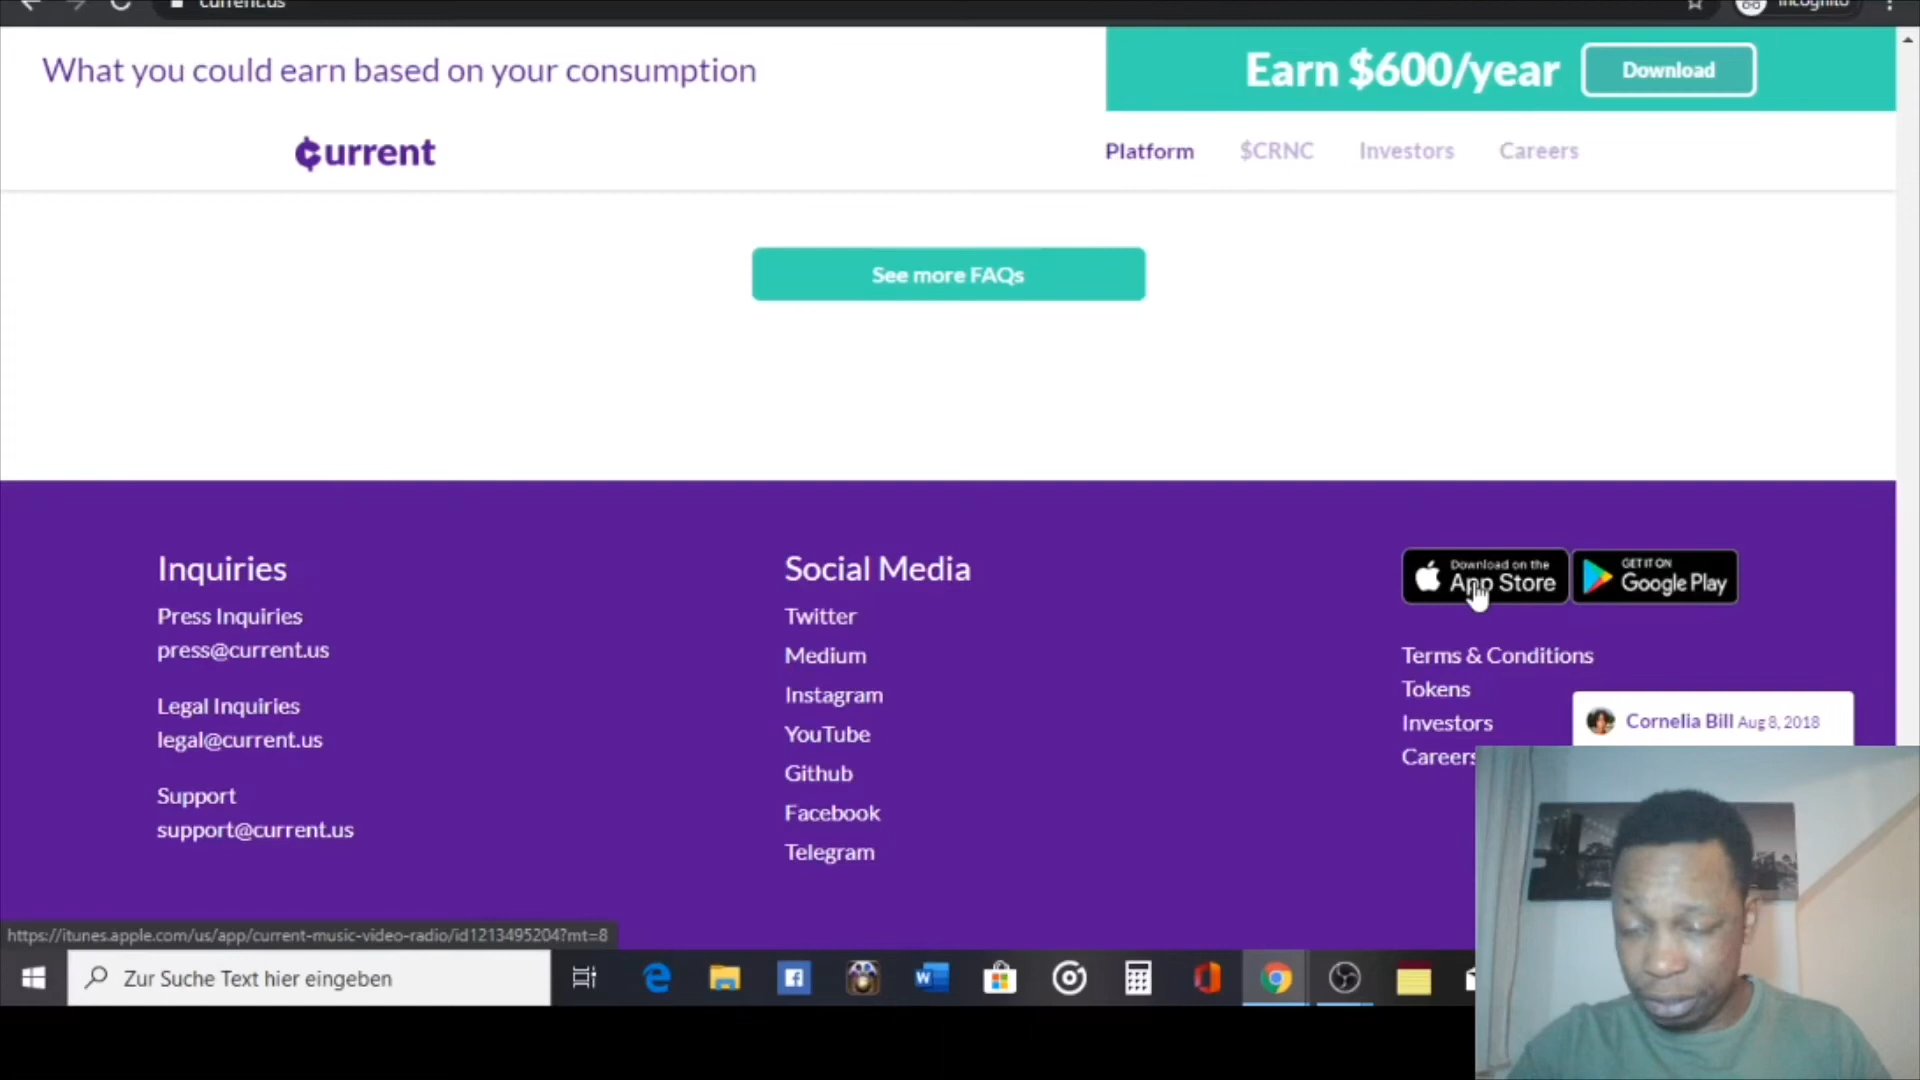 current.us
Incognito
What you could earn based on your consumption
Earn $600/year
Download
Current
Platform
$CRNC
Investors
Careers
See more FAQs
Inquiries
Press Inquiries
press@current.us
Legal Inquiries
legal@current.us
Support
support@current.us
Social Media
Twitter
Medium
Instagram
YouTube
Github
Facebook
Telegram
Download on the
App Store
GET IT ON
Google Play
Terms & Conditions
Tokens
Investors
Careers
Cornelia Bill Aug 8, 2018
https://itunes.apple.com/us/app/current-music-video-radio/id1213495204?mt=8
Zur Suche Text hier eingeben